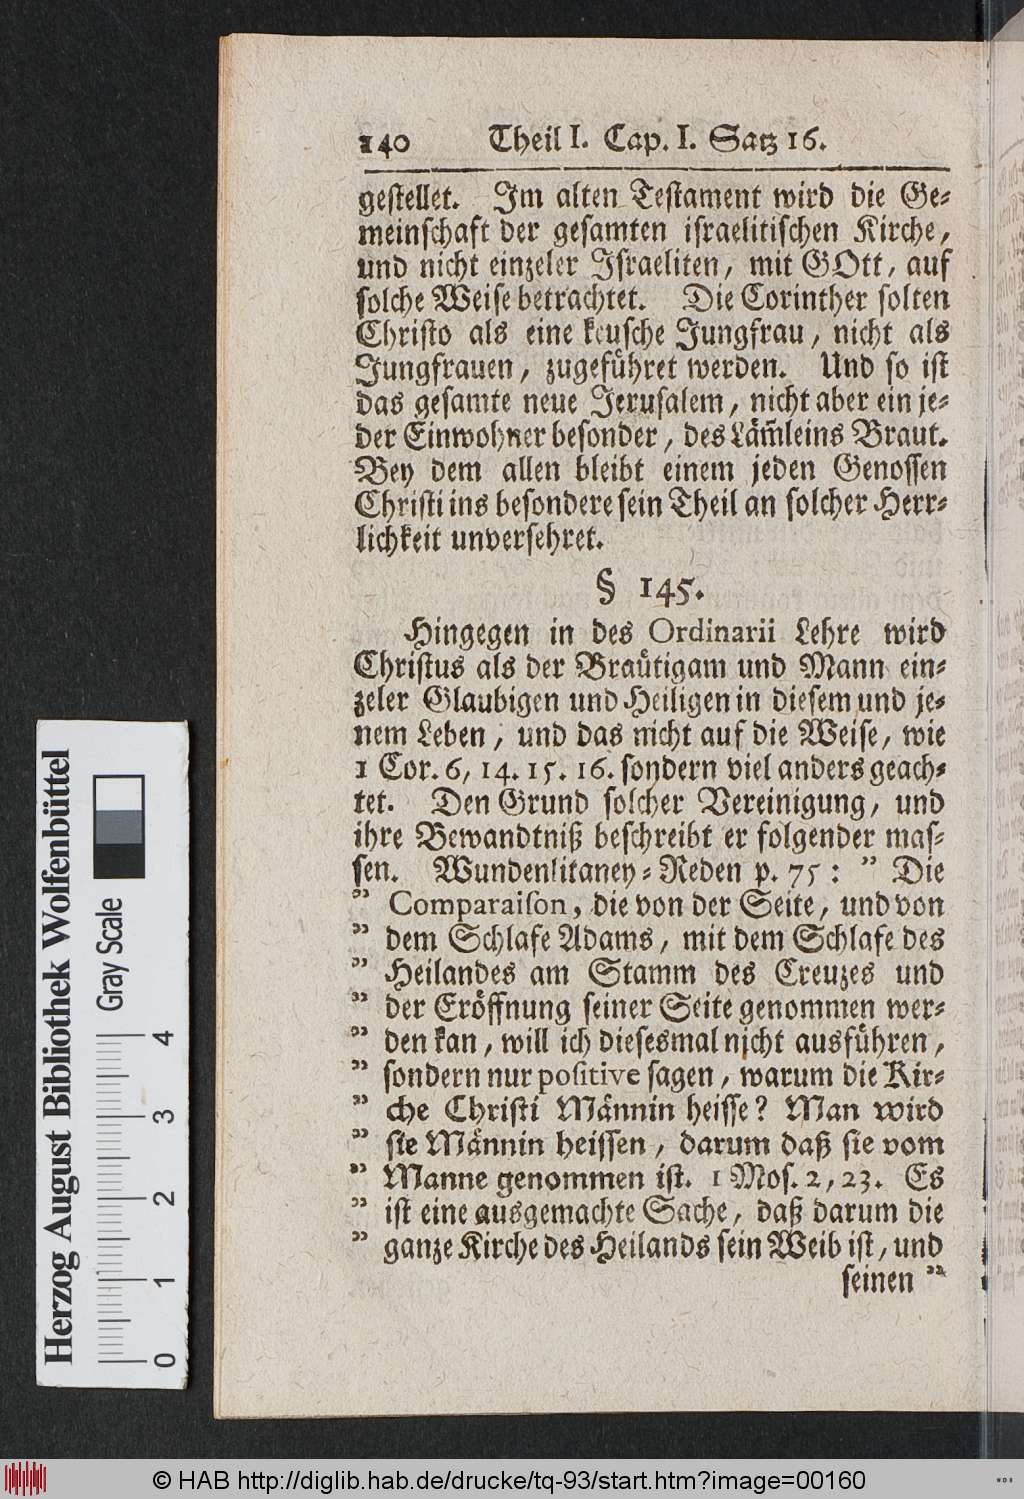 140 Theil I. Cap. I. Satz 16.
gestellet. Im alten Testament wird die Ge-
meinschaft der gesamten israelitischen Kirche,
und nicht einzeler Israeliten, mit GOtt, auf
solche Weise betrachtet. Die Corinther solten
Christo als eine keusche Jungfrau, nicht als
Jungfrauen, zugeführet werden. Und so ist
das gesamte neue Jerusalem, nicht aber ein je-
der Einwohner besonder, des Läm̃leins Braut.
Bey dem allen bleibt einem jeden Genossen
Christi ins besondere sein Theil an solcher Herr-
lichkeit unversehret.
§ 145.
Hingegen in des Ordinarii Lehre wird
Christus als der Braütigam und Mann ein-
zeler Glaubigen und Heiligen in diesem und je-
nem Leben, und das nicht auf die Weise, wie
1 Cor. 6, 14. 15. 16. sondern viel anders geach-
tet. Den Grund solcher Vereinigung, und
ihre Bewandtniß beschreibt er folgender mas-
sen. Wundenlitaney-Reden p. 75: ” Die
” Comparaison, die von der Seite, und von
” dem Schlafe Adams, mit dem Schlafe des
” Heilandes am Stamm des Creuzes und
” der Eröffnung seiner Seite genommen wer-
” den kan, will ich diesesmal nicht ausführen,
” sondern nur positive sagen, warum die Kir-
” che Christi Männin heisse? Man wird
” sie Männin heissen, darum daß sie vom
” Manne genommen ist. 1 Mos. 2, 23. Es
” ist eine ausgemachte Sache, daß darum die
” ganze Kirche des Heilands sein Weib ist, und
seinen ”
Herzog August Bibliothek Wolfenbüttel
Gray Scale
0 1 2 3 4
© HAB http://diglib.hab.de/drucke/tq-93/start.htm?image=00160